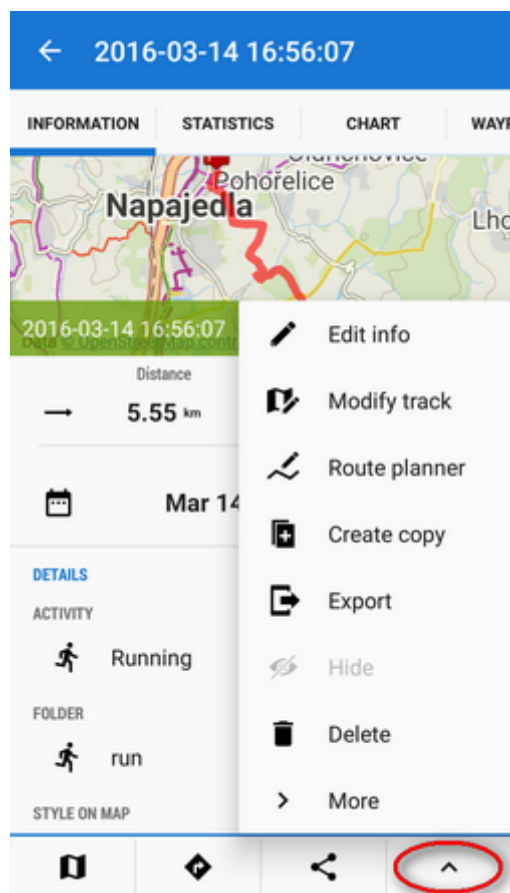 2016-03-14 16:56:07
INFORMATION STATISTICS CHART
Pohořelice
Napajedla
2016-03-14 16:56:07
Distance
5.55 km
Mar 14
DETAILS
ACTIVITY
Running
FOLDER
run
STYLE ON MAP
Edit info
Modify track
Route planner
Create copy
Export
Hide
Delete
More